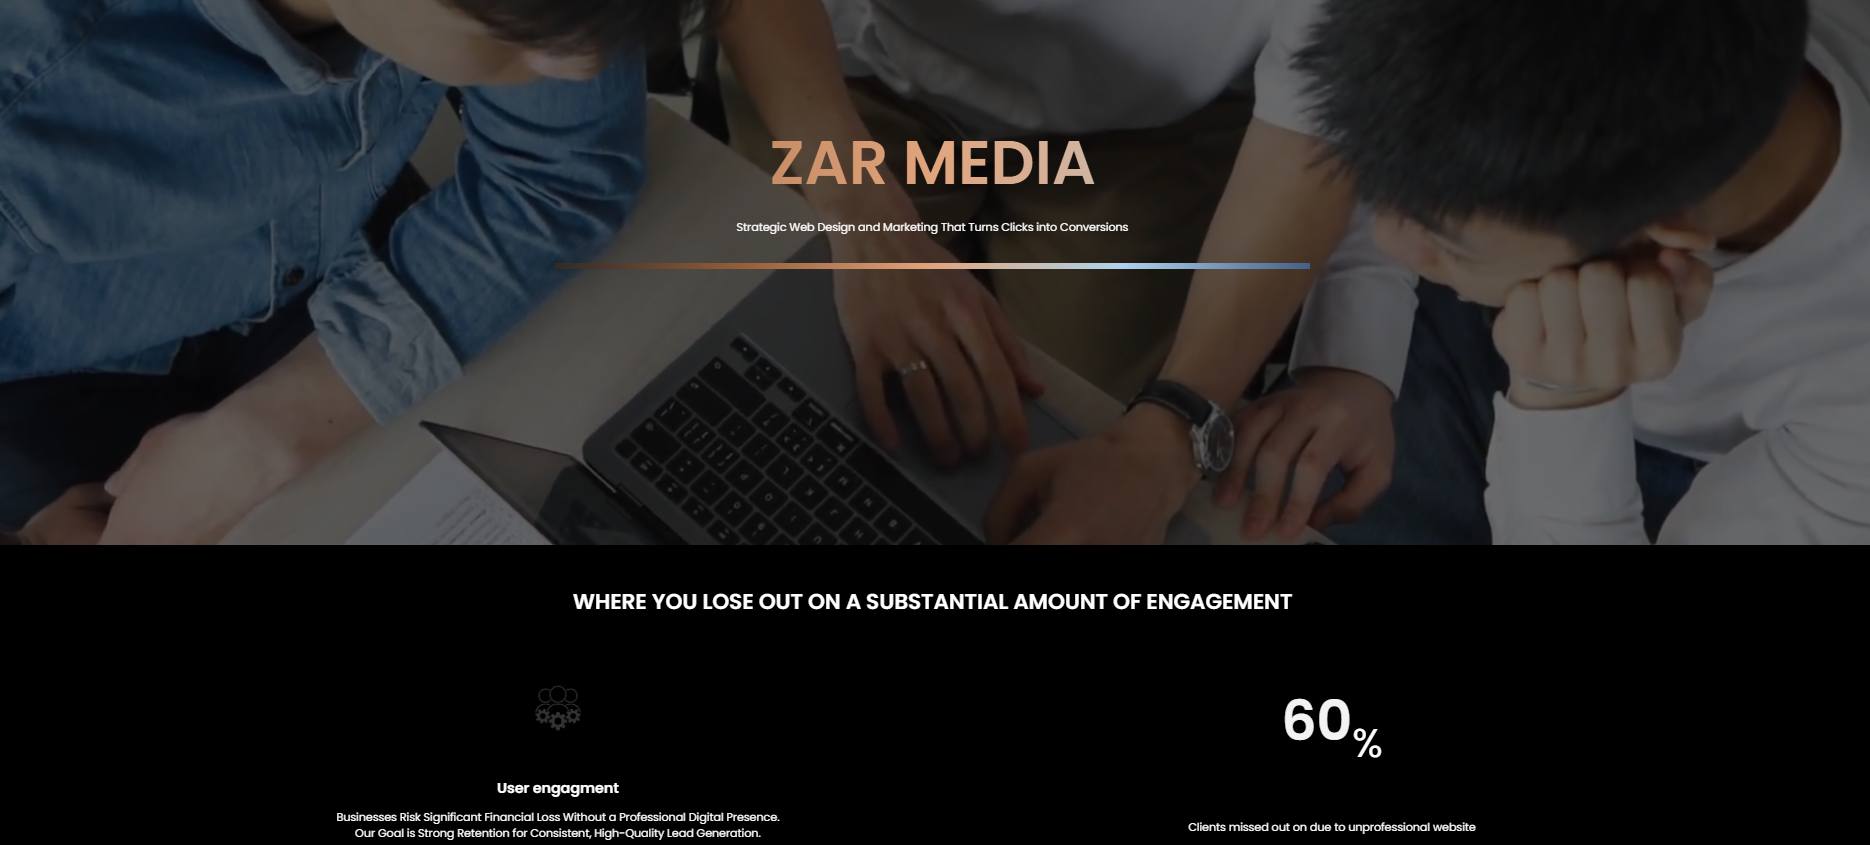 ZAR MEDIA
Strategic Web Design and Marketing That Turns Clicks into Conversions
WHERE YOU LOSE OUT ON A SUBSTANTIAL AMOUNT OF ENGAGEMENT
60%
User engagment
Businesses Risk Significant Financial Loss Without a Professional Digital Presence.
Our Goal is Strong Retention for Consistent, High-Quality Lead Generation.
Clients missed out on due to unprofessional website